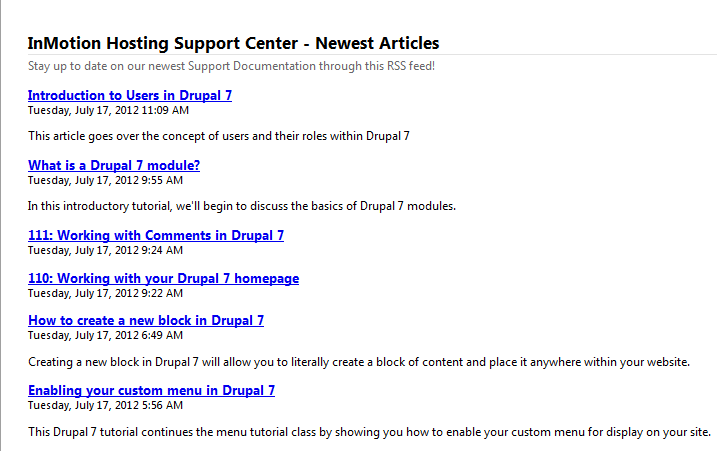 InMotion Hosting Support Center - Newest Articles
Stay up to date on our newest Support Documentation through this RSS feed!
Introduction to Users in Drupal 7
Tuesday, July 17, 2012 11:09 AM
This article goes over the concept of users and their roles within Drupal 7
What is a Drupal 7 module?
Tuesday, July 17, 2012 9:55 AM
In this introductory tutorial, we'll begin to discuss the basics of Drupal 7 modules.
111: Working with Comments in Drupal 7
Tuesday, July 17, 2012 9:24 AM
110: Working with your Drupal 7 homepage
Tuesday, July 17, 2012 9:22 AM
How to create a new block in Drupal 7
Tuesday, July 17, 2012 6:49 AM
Creating a new block in Drupal 7 will allow you to literally create a block of content and place it anywhere within your website.
Enabling your custom menu in Drupal 7
Tuesday, July 17, 2012 5:56 AM
This Drupal 7 tutorial continues the menu tutorial class by showing you how to enable your custom menu for display on your site.